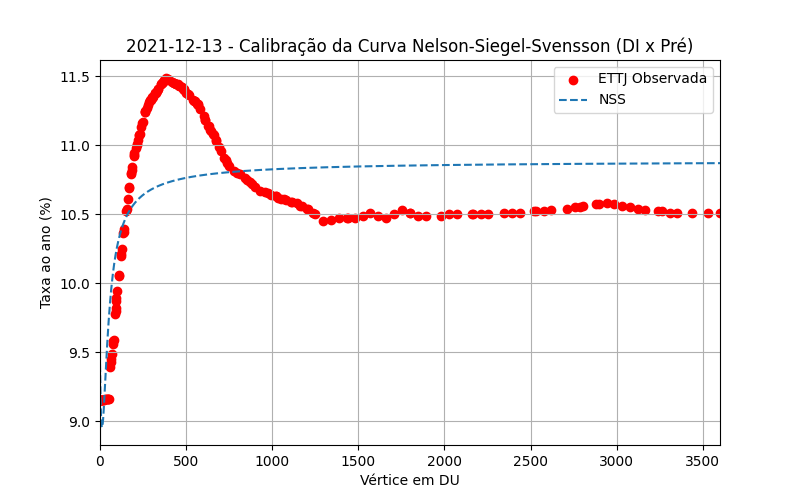 2021-12-13 - Calibração da Curva Nelson-Siegel-Svensson (DI x Pré)
ETTJ Observada
NSS
Taxa ao ano (%)
11.5
11.0
10.5
10.0
9.5
9.0
0 500 1000 1500 2000 2500 3000 3500
Vértice em DU